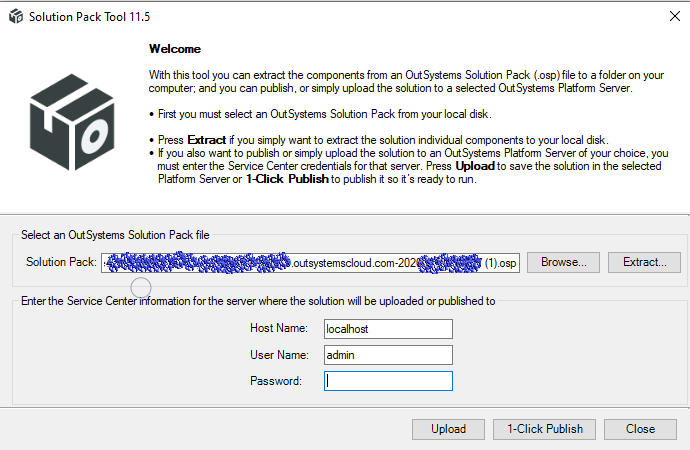 Solution Pack Tool 11.5
Welcome
With this tool you can extract the components from an OutSystems Solution Pack (.osp) file to a folder on your
computer; and you can publish, or simply upload the solution to a selected OutSystems Platform Server.
• First you must select an OutSystems Solution Pack from your local disk.
• Press Extract if you simply want to extract the solution individual components to your local disk.
• If you also want to publish or simply upload the solution to an OutSystems Platform Server of your choice, you
must enter the Service Center credentials for that server. Press Upload to save the solution in the selected
Platform Server or 1-Click Publish to publish it so it's ready to run.
Select an OutSystems Solution Pack file
Solution Pack: .outsystemscloud.com-202 (1).osp Browse... Extract...
Enter the Service Center information for the server where the solution will be uploaded or published to
Host Name: localhost
User Name: admin
Password:
Upload 1-Click Publish Close